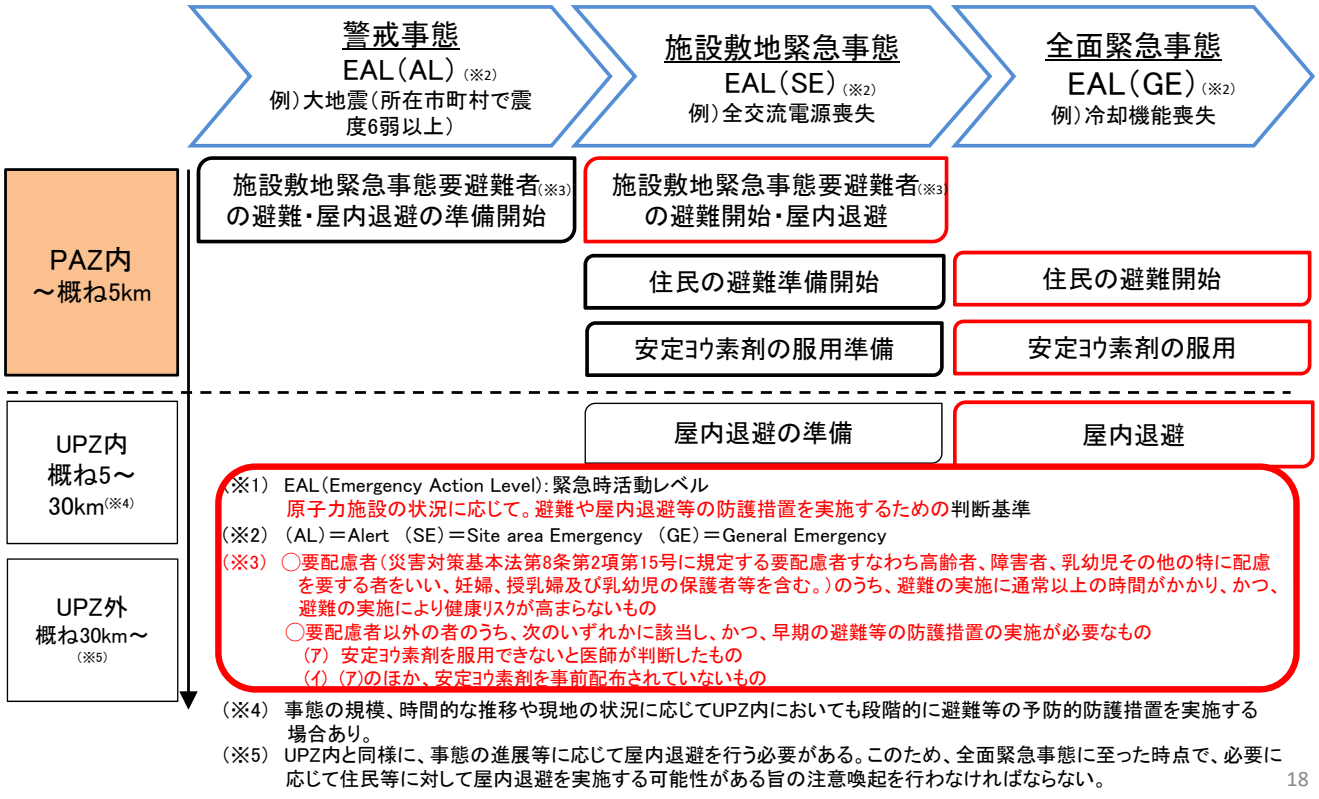 警戒事態
EAL(AL) (※2)
例)大地震(所在市町村で震
度6弱以上)
施設敷地緊急事態
EAL(SE) (※2)
例)全交流電源喪失
全面緊急事態
EAL(GE) (※2)
例)冷却機能喪失
PAZ内
~概ね5km
施設敷地緊急事態要避難者(※3)
の避難・屋内退避の準備開始
施設敷地緊急事態要避難者(※3)
の避難開始・屋内退避
住民の避難準備開始
住民の避難開始
安定ヨウ素剤の服用準備
安定ヨウ素剤の服用
UPZ内
概ね5~
30km(※4)
屋内退避の準備
屋内退避
UPZ外
概ね30km~
(※5)
(※1) EAL(Emergency Action Level):緊急時活動レベル
原子力施設の状況に応じて。避難や屋内退避等の防護措置を実施するための判断基準
(※2) (AL)=Alert (SE)=Site area Emergency (GE)=General Emergency
(※3) ○要配慮者(災害対策基本法第8条第2項第15号に規定する要配慮者すなわち高齢者、障害者、乳幼児その他の特に配慮
を要する者をいい、妊婦、授乳婦及び乳幼児の保護者等を含む。)のうち、避難の実施に通常以上の時間がかかり、かつ、
避難の実施により健康リスクが高まらないもの
○要配慮者以外の者のうち、次のいずれかに該当し、かつ、早期の避難等の防護措置の実施が必要なもの
(ア) 安定ヨウ素剤を服用できないと医師が判断したもの
(イ) (ア)のほか、安定ヨウ素剤を事前配布されていないもの
(※4) 事態の規模、時間的な推移や現地の状況に応じてUPZ内においても段階的に避難等の予防的防護措置を実施する
場合あり。
(※5) UPZ内と同様に、事態の進展等に応じて屋内退避を行う必要がある。このため、全面緊急事態に至った時点で、必要に
応じて住民等に対して屋内退避を実施する可能性がある旨の注意喚起を行わなければならない。
18